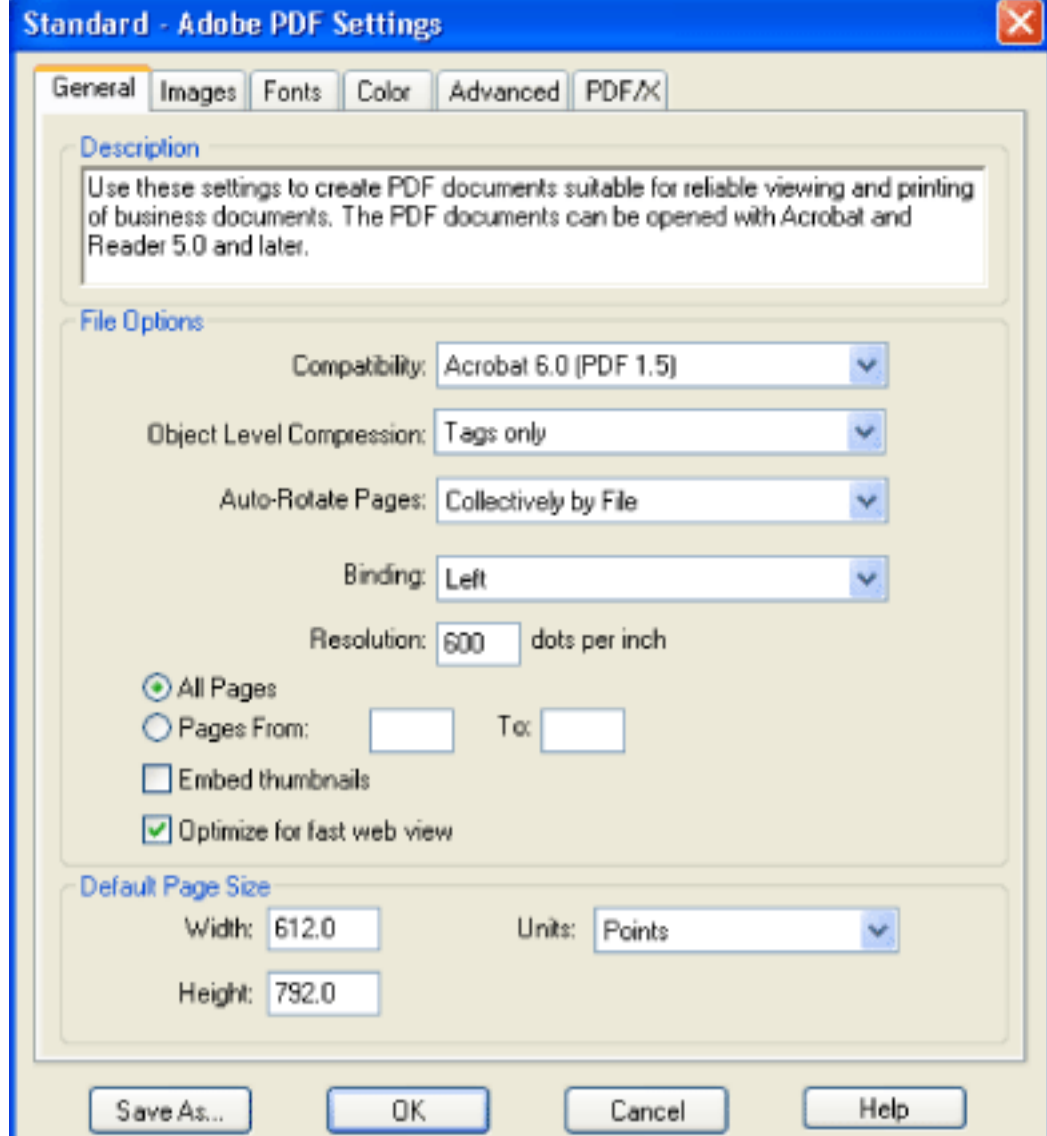 Standard - Adobe PDF Settings
General Images Fonts Color Advanced PDF/X
Description
Use these settings to create PDF documents suitable for reliable viewing and printing
of business documents. The PDF documents can be opened with Acrobat and
Reader 5.0 and later.
File Options
Compatibility: Acrobat 6.0 (PDF 1.5)
Object Level Compression: Tags only
Auto-Rotate Pages: Collectively by File
Binding: Left
Resolution: 600 dots per inch
All Pages
Pages From: To:
Embed thumbnails
Optimize for fast web view
Default Page Size
Width: 612.0 Units: Points
Height: 792.0
Save As... OK Cancel Help